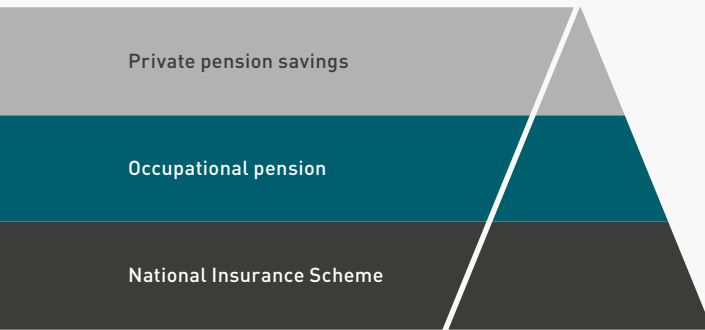 Private pension savings
Occupational pension
National Insurance Scheme